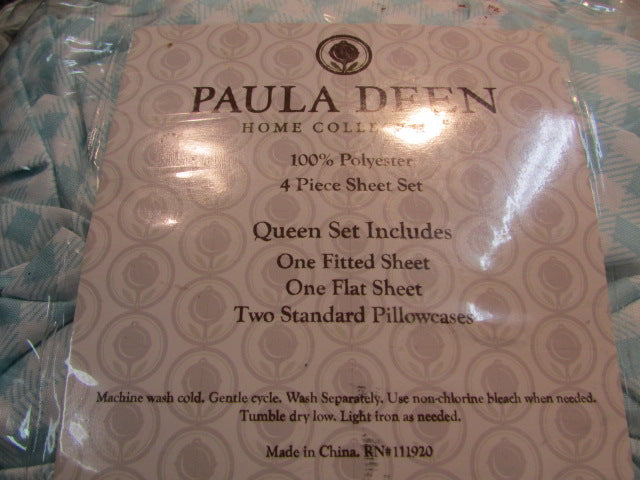 PAULA DEEN
HOME COLLECTION
100% Polyester
4 Piece Sheet Set
Queen Set Includes
One Fitted Sheet
One Flat Sheet
Two Standard Pillowcases
Machine wash cold. Gentle cycle. Wash Separately. Use non-chlorine bleach when needed.
Tumble dry low. Light iron as needed.
Made in China. RN#111920